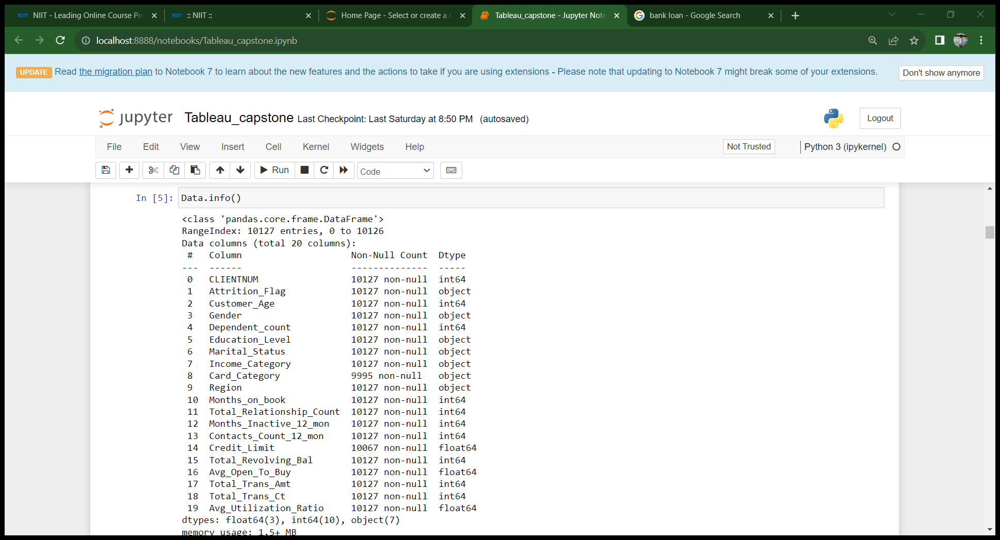 NIIT NIIT - Leading Online Course Pro
NIIT :: NIIT ::
Home Page - Select or create a n
Tableau_capstone - Jupyter Note
bank loan - Google Search
localhost:8888/notebooks/Tableau_capstone.ipynb
UPDATE Read the migration plan to Notebook 7 to learn about the new features and the actions to take if you are using extensions - Please note that updating to Notebook 7 might break some of your extensions.
Don't show anymore
jupyter Tableau_capstone Last Checkpoint: Last Saturday at 8:50 PM (autosaved)
Logout
File Edit View Insert Cell Kernel Widgets Help
Not Trusted
Python 3 (ipykernel)
Run
Code
In [5]: Data.info()
<class 'pandas.core.frame.DataFrame'>
RangeIndex: 10127 entries, 0 to 10126
Data columns (total 20 columns):
# Column Non-Null Count Dtype
--- ------ -------------- -----
0 CLIENTNUM 10127 non-null int64
1 Attrition_Flag 10127 non-null object
2 Customer_Age 10127 non-null int64
3 Gender 10127 non-null object
4 Dependent_count 10127 non-null int64
5 Education_Level 10127 non-null object
6 Marital_Status 10127 non-null object
7 Income_Category 10127 non-null object
8 Card_Category 9995 non-null object
9 Region 10127 non-null object
10 Months_on_book 10127 non-null int64
11 Total_Relationship_Count 10127 non-null int64
12 Months_Inactive_12_mon 10127 non-null int64
13 Contacts_Count_12_mon 10127 non-null int64
14 Credit_Limit 10067 non-null float64
15 Total_Revolving_Bal 10127 non-null int64
16 Avg_Open_To_Buy 10127 non-null float64
17 Total_Trans_Amt 10127 non-null int64
18 Total_Trans_Ct 10127 non-null int64
19 Avg_Utilization_Ratio 10127 non-null float64
dtypes: float64(3), int64(10), object(7)
memory usage: 1.5+ MB